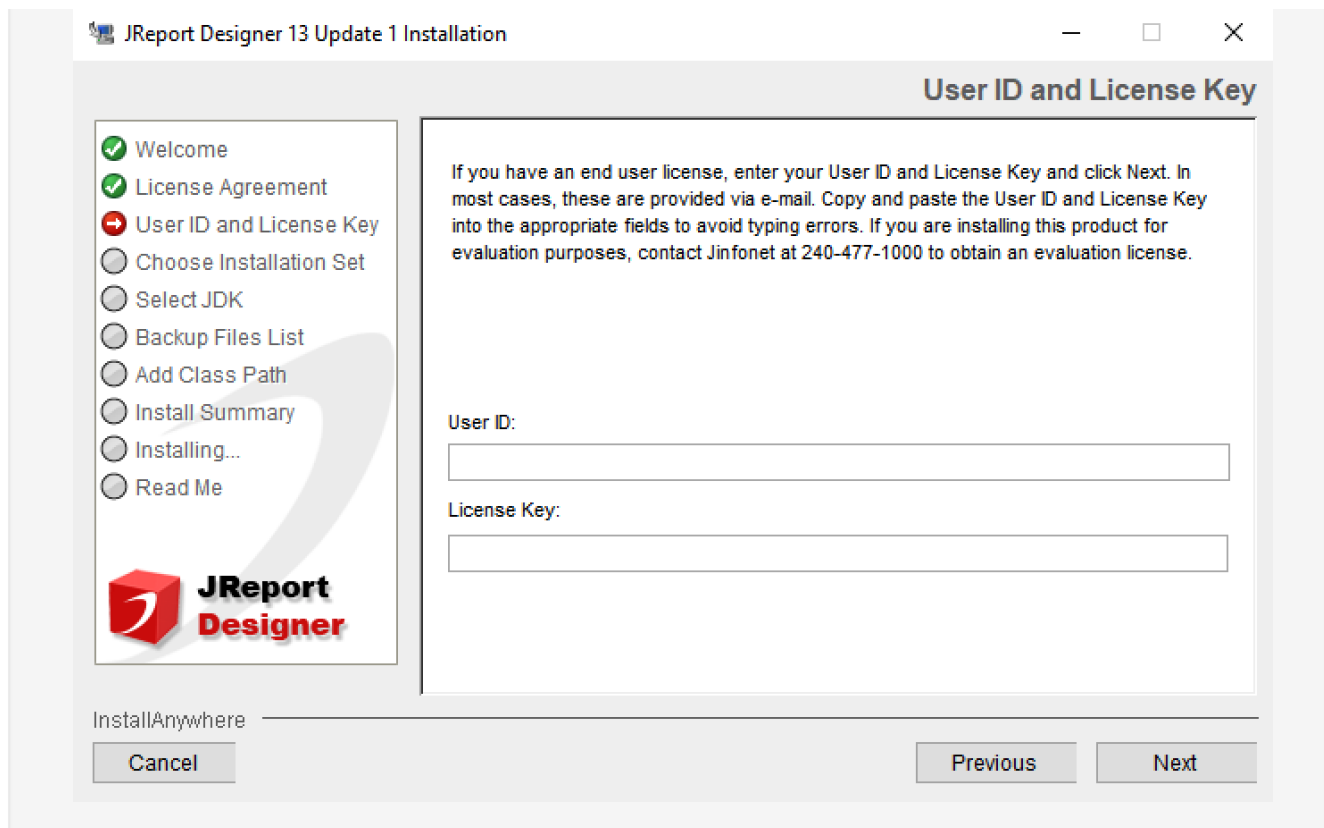 JReport Designer 13 Update 1 Installation
User ID and License Key
Welcome
License Agreement
User ID and License Key
Choose Installation Set
Select JDK
Backup Files List
Add Class Path
Install Summary
Installing...
Read Me
JReport
Designer
If you have an end user license, enter your User ID and License Key and click Next. In
most cases, these are provided via e-mail. Copy and paste the User ID and License Key
into the appropriate fields to avoid typing errors. If you are installing this product for
evaluation purposes, contact Jinfonet at 240-477-1000 to obtain an evaluation license.
User ID:
License Key:
InstallAnywhere
Cancel
Previous
Next